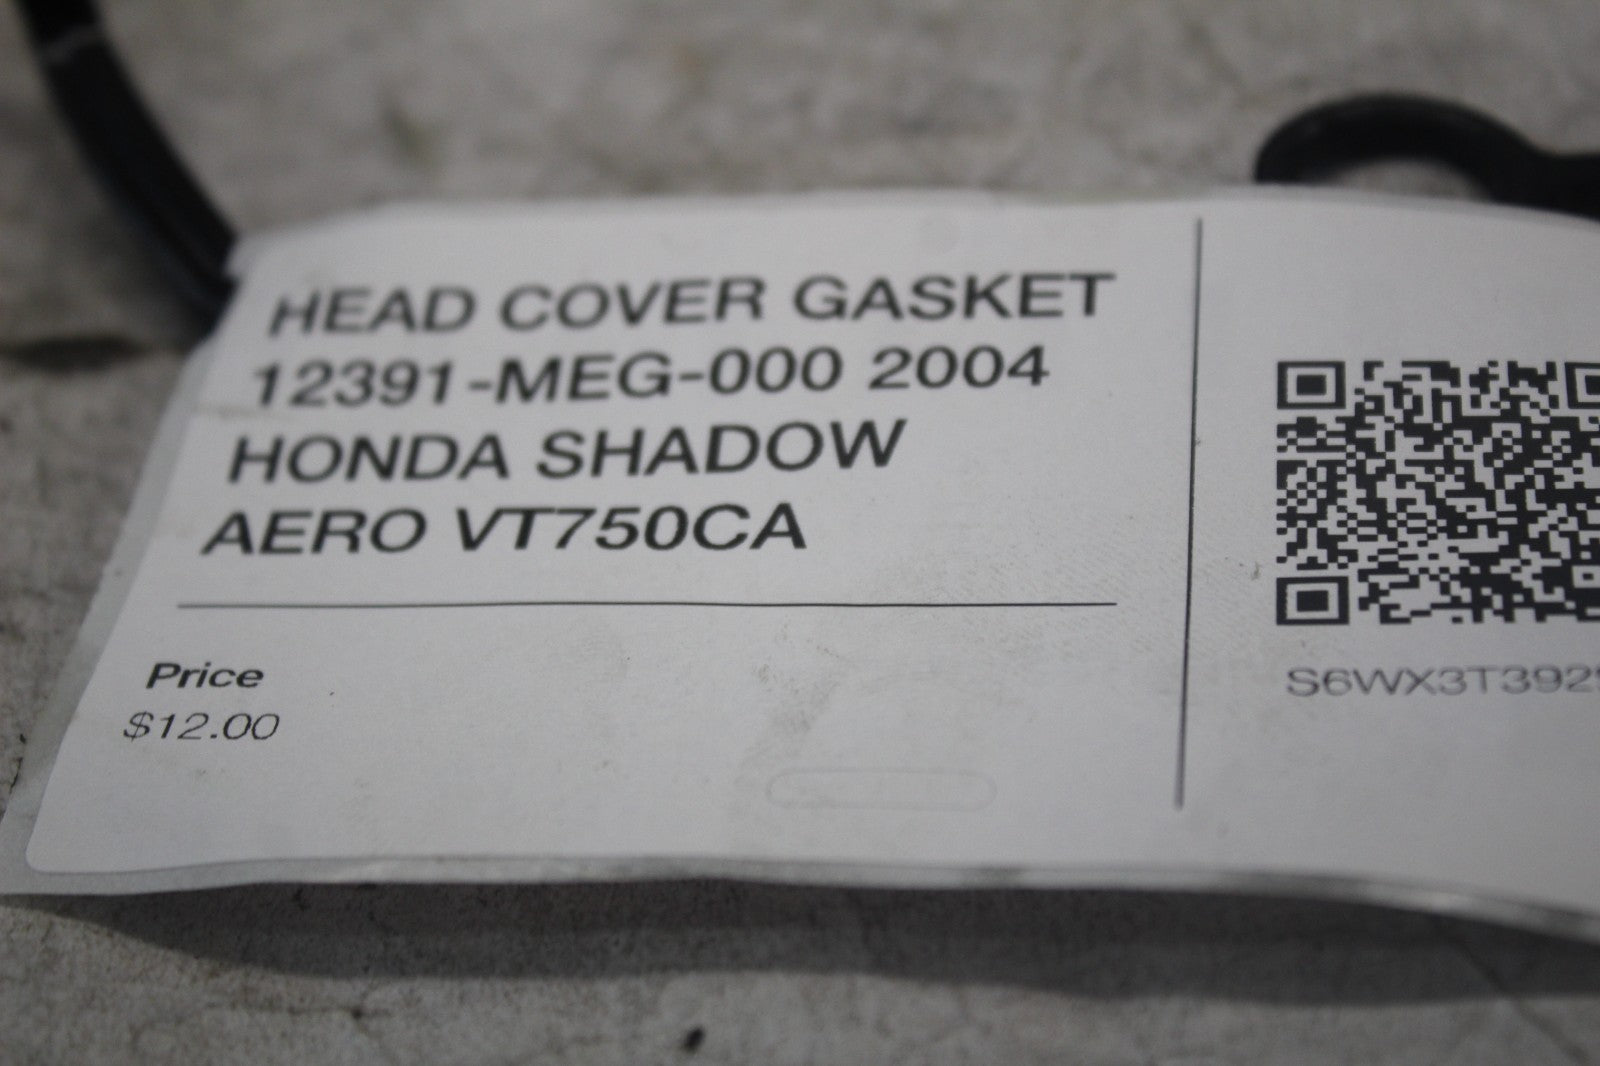 HEAD COVER GASKET
12391-MEG-000 2004
HONDA SHADOW
AERO VT750CA
Price
$12.00